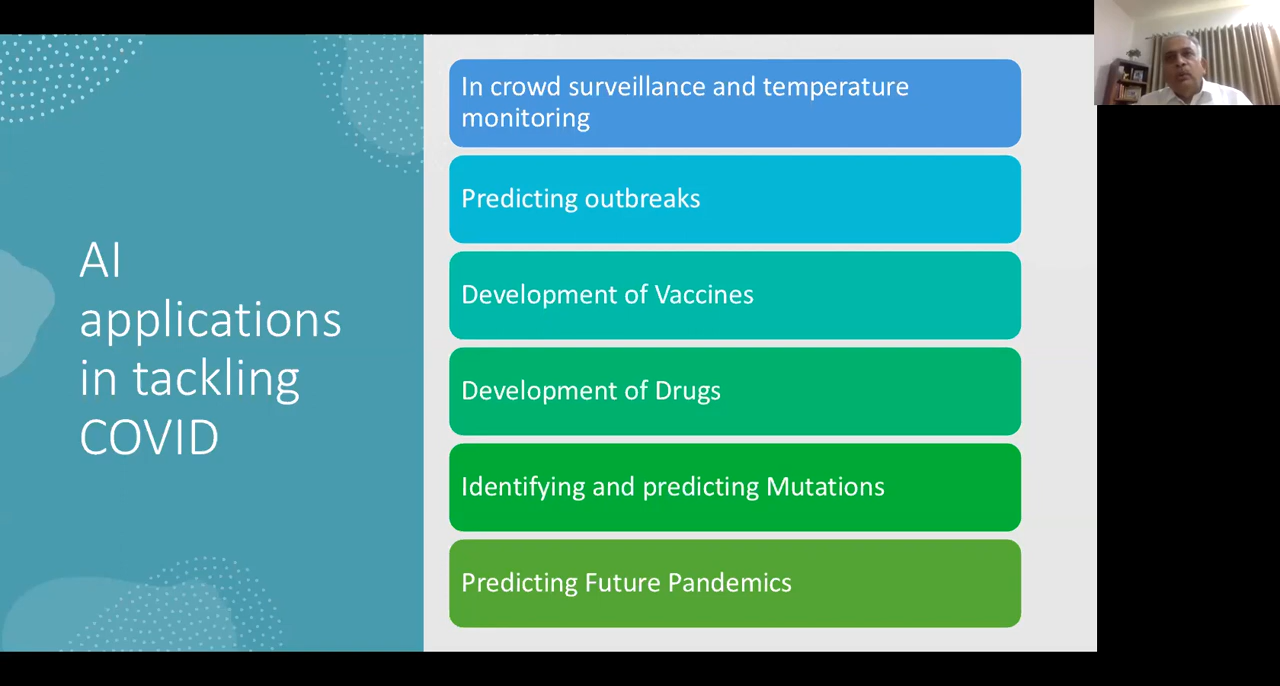 AI
applications
in tackling
COVID
In crowd surveillance and temperature
monitoring
Predicting outbreaks
Development of Vaccines
Development of Drugs
Identifying and predicting Mutations
Predicting Future Pandemics